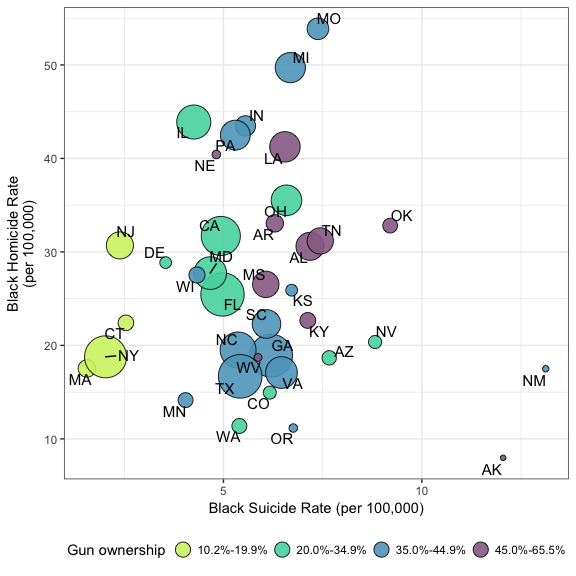 MO
MI
50
IN
IL
PA
40
NE
LA
OH
OK
NJ
CA
AR
TN
30
DE
MD
AL
WI
MS
FL
SC
KS
CT
KY
NV
20
NC
GA
AZ
NY
WV
MA
TX
VA
NM
MN
CO
WA
OR
10
AK
5
10
Black Homicide Rate
(per 100,000)
Black Suicide Rate (per 100,000)
Gun ownership 10.2%-19.9% 20.0%-34.9% 35.0%-44.9% 45.0%-65.5%